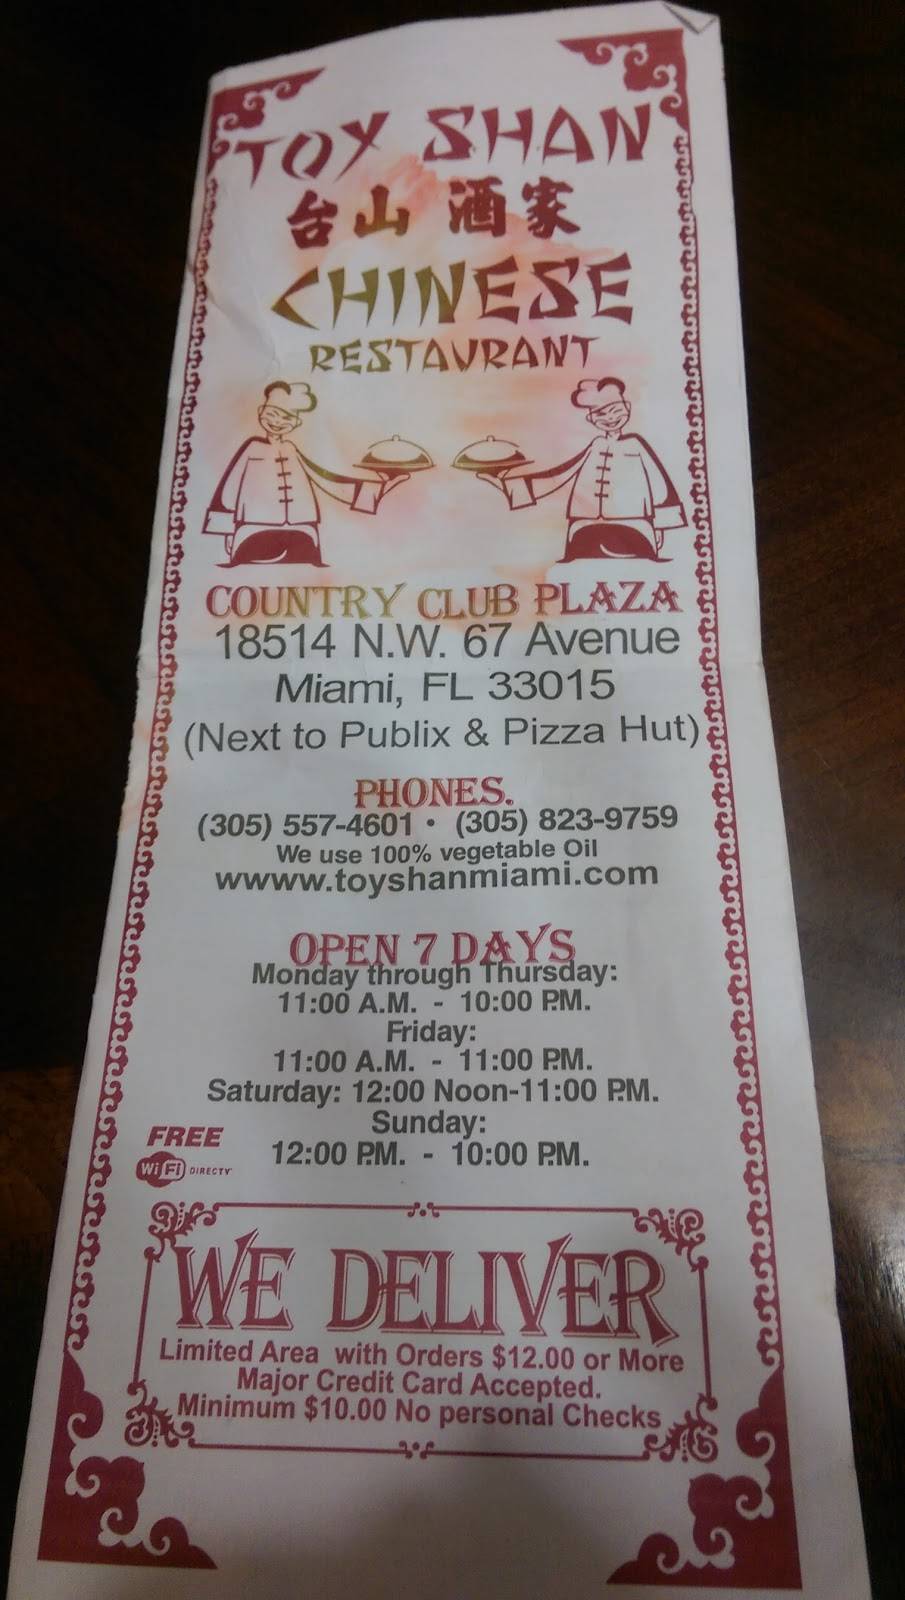 TOY SHAN
台山 酒家
CHINESE
RESTAURANT
COUNTRY CLUB PLAZA
18514 N.W. 67 Avenue
Miami, FL 33015
(Next to Publix & Pizza Hut)
PHONES.
(305) 557-4601 • (305) 823-9759
We use 100% vegetable Oil
wwww.toyshanmiami.com
OPEN 7 DAYS
Monday through Thursday:
11:00 A.M. - 10:00 P.M.
Friday:
11:00 A.M. - 11:00 P.M.
Saturday: 12:00 Noon-11:00 P.M.
Sunday:
12:00 P.M. - 10:00 P.M.
FREE
Wi Fi DIRECTV
WE DELIVER
Limited Area with Orders $12.00 or More
Major Credit Card Accepted.
Minimum $10.00 No personal Checks